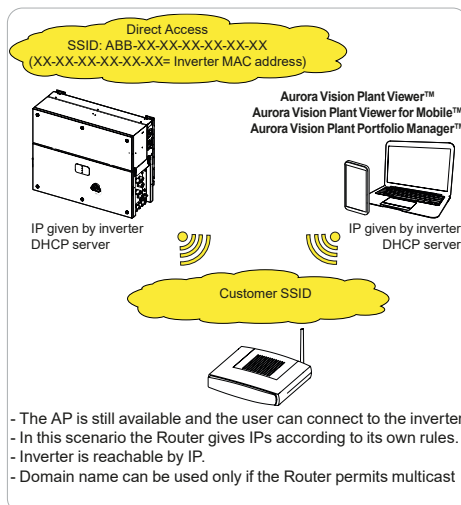 Direct Access
SSID: ABB-XX-XX-XX-XX-XX-XX
(XX-XX-XX-XX-XX-XX= Inverter MAC address)
Aurora Vision Plant Viewer™
Aurora Vision Plant Viewer for Mobile™
Aurora Vision Plant Portfolio Manager™
IP given by inverter
DHCP server
IP given by inverter
DHCP server
Customer SSID
- The AP is still available and the user can connect to the inverter
- In this scenario the Router gives IPs according to its own rules.
- Inverter is reachable by IP.
- Domain name can be used only if the Router permits multicast